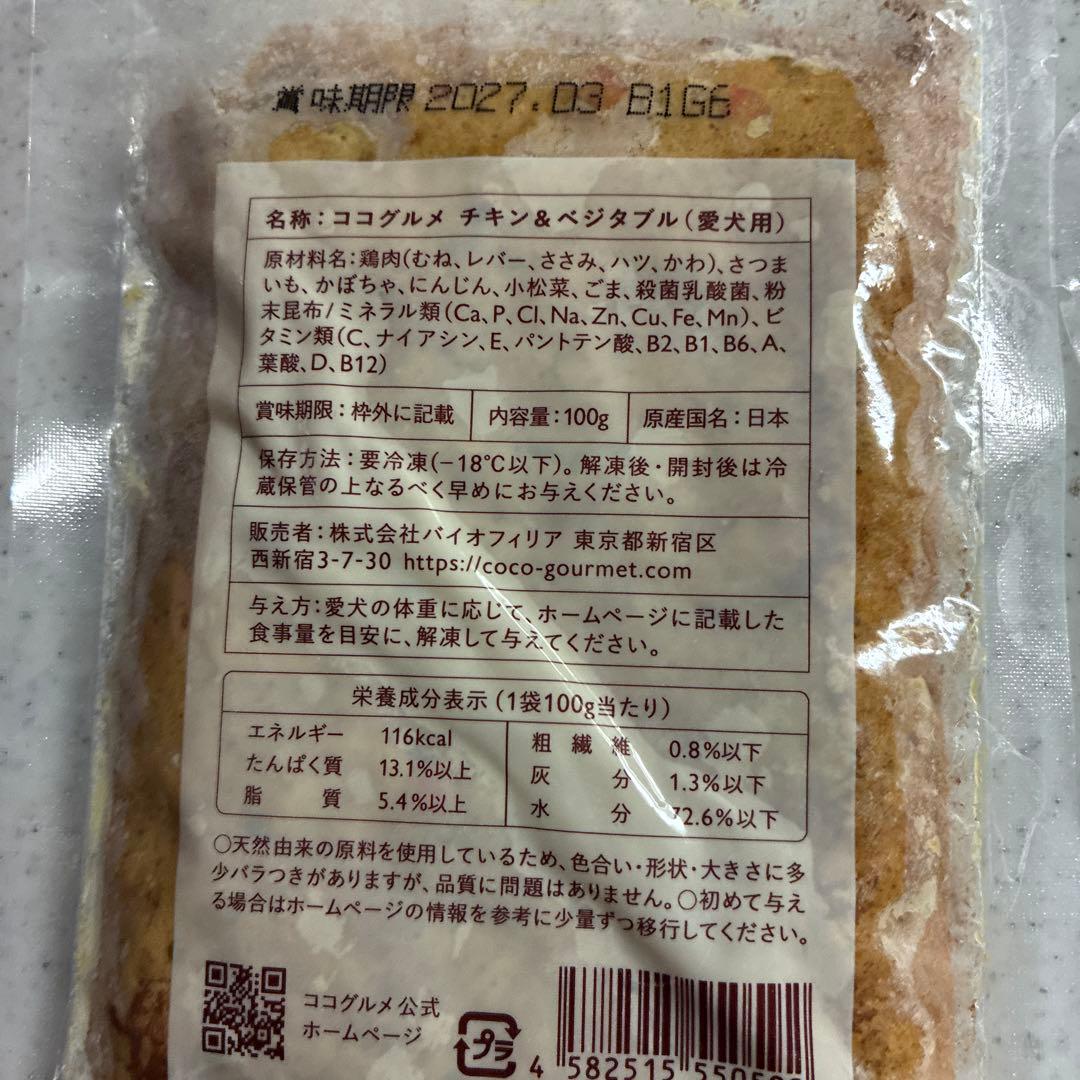 賞味期限 2027.03 B1G6
名称：ココグルメ チキン＆ベジタブル（愛犬用）
原材料名：鶏肉（むね、レバー、ささみ、ハツ、かわ）、さつま
いも、かぼちゃ、にんじん、小松菜、ごま、殺菌乳酸菌、粉
末昆布/ミネラル類（Ca、P、Cl、Na、Zn、Cu、Fe、Mn）、ビ
タミン類（C、ナイアシン、E、パントテン酸、B2、B1、B6、A、
葉酸、D、B12）
賞味期限：枠外に記載 内容量：100g 原産国名：日本
保存方法：要冷凍（−18℃以下）。解凍後・開封後は冷
蔵保管の上なるべく早めにお与えください。
販売者：株式会社バイオフィリア 東京都新宿区
西新宿3-7-30 https://coco-gourmet.com
与え方：愛犬の体重に応じて、ホームページに記載した
食事量を目安に、解凍して与えてください。
栄養成分表示（1袋100g当たり）
エネルギー 116kcal 粗繊維 0.8%以下
たんぱく質 13.1%以上 灰分 1.3%以下
脂質 5.4%以上 水分 72.6%以下
○天然由来の原料を使用しているため、色合い・形状・大きさに多
少バラつきがありますが、品質に問題はありません。○初めて与え
る場合はホームページの情報を参考に少量ずつ移行してください。
ココグルメ公式
ホームページ
プラ
4 582515